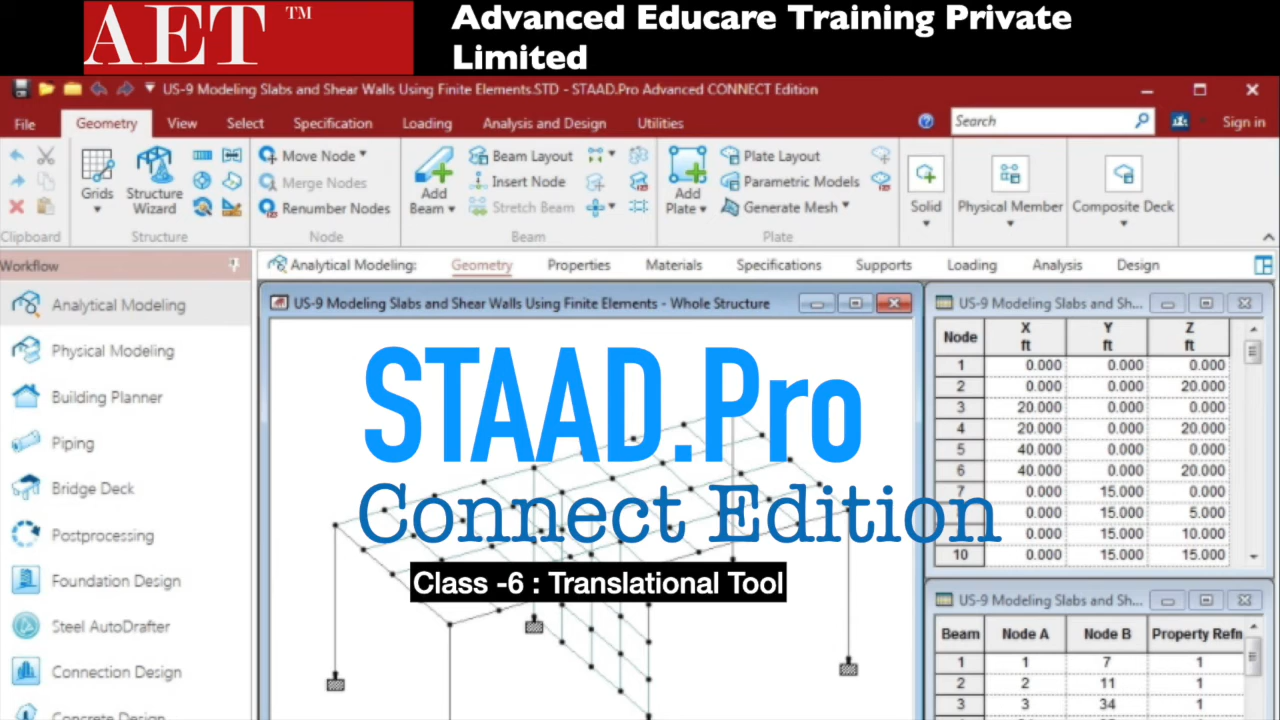 AET ™
Advanced Educare Training Private
Limited
US-9 Modeling Slabs and Shear Walls Using Finite Elements.STD - STAAD.Pro Advanced CONNECT Edition
File Geometry View Select Specification Loading Analysis and Design Utilities Search Sign in
Move Node
Merge Nodes
Renumber Nodes
Grids
Structure
Wizard
Add
Beam
Beam Layout
Insert Node
Stretch Beam
Add
Plate
Plate Layout
Parametric Models
Generate Mesh
Solid
Physical Member
Composite Deck
Clipboard Structure Node Beam Plate
Workflow
Analytical Modeling: Geometry Properties Materials Specifications Supports Loading Analysis Design
Analytical Modeling
Physical Modeling
Building Planner
Piping
Bridge Deck
Postprocessing
Foundation Design
Steel AutoDrafter
Connection Design
Concrete Design
US-9 Modeling Slabs and Shear Walls Using Finite Elements - Whole Structure
STAAD.Pro
Connect Edition
Class -6 : Translational Tool
US-9 Modeling Slabs and Sh...
Node X Y Z
ft ft ft
1 0.000 0.000 0.000
2 0.000 0.000 20.000
3 20.000 0.000 0.000
4 20.000 0.000 20.000
5 40.000 0.000 0.000
6 40.000 0.000 20.000
7 0.000 15.000 0.000
0.000 15.000 5.000
0.000 15.000 10.000
10 0.000 15.000 15.000
US-9 Modeling Slabs and Sh...
Beam Node A Node B Property Refn
1 1 7 1
2 2 11 1
3 3 34 1